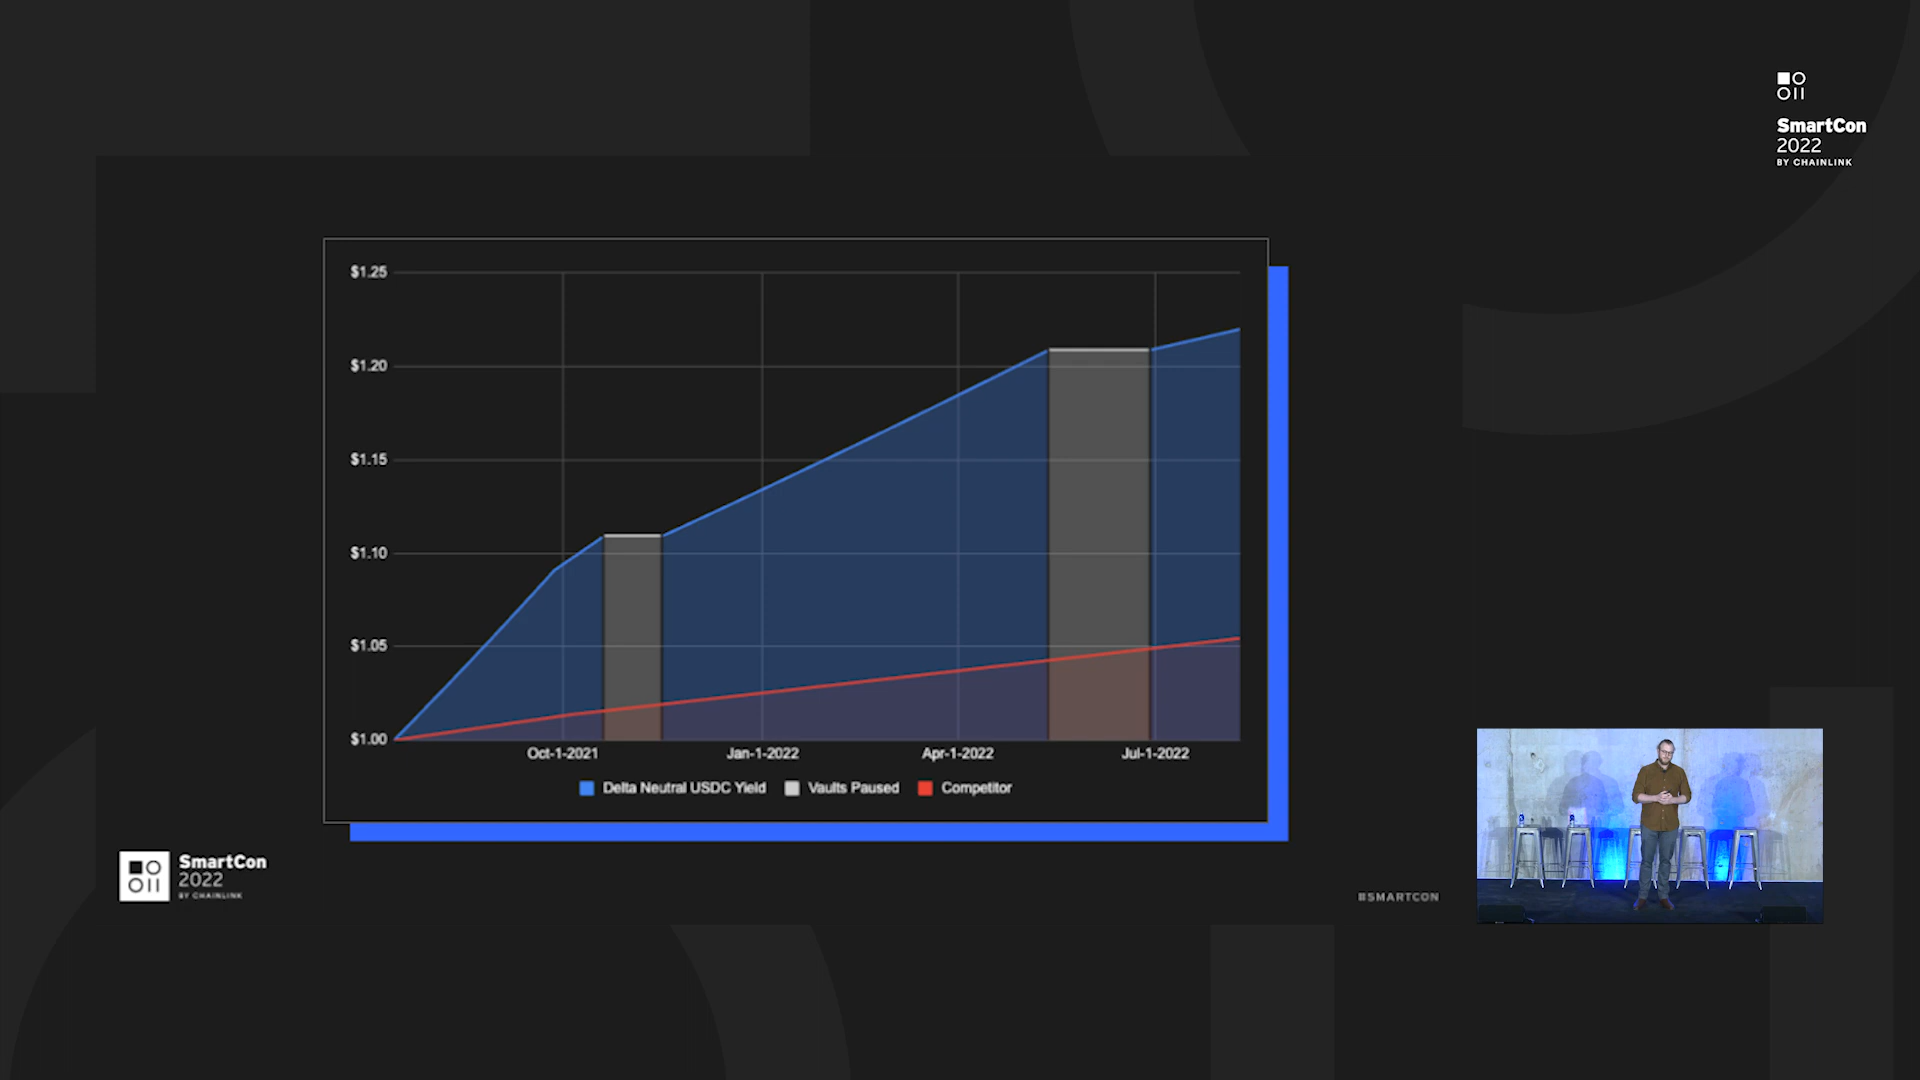 SmartCon
2022
BY CHAINLINK
$1.25
$1.20
$1.15
$1.10
$1.05
$1.00
Oct-1-2021 Jan-1-2022 Apr-1-2022 Jul-1-2022
Delta Neutral USDC Yield Vaults Paused Competitor
SmartCon
2022
BY CHAINLINK
#SMARTCON